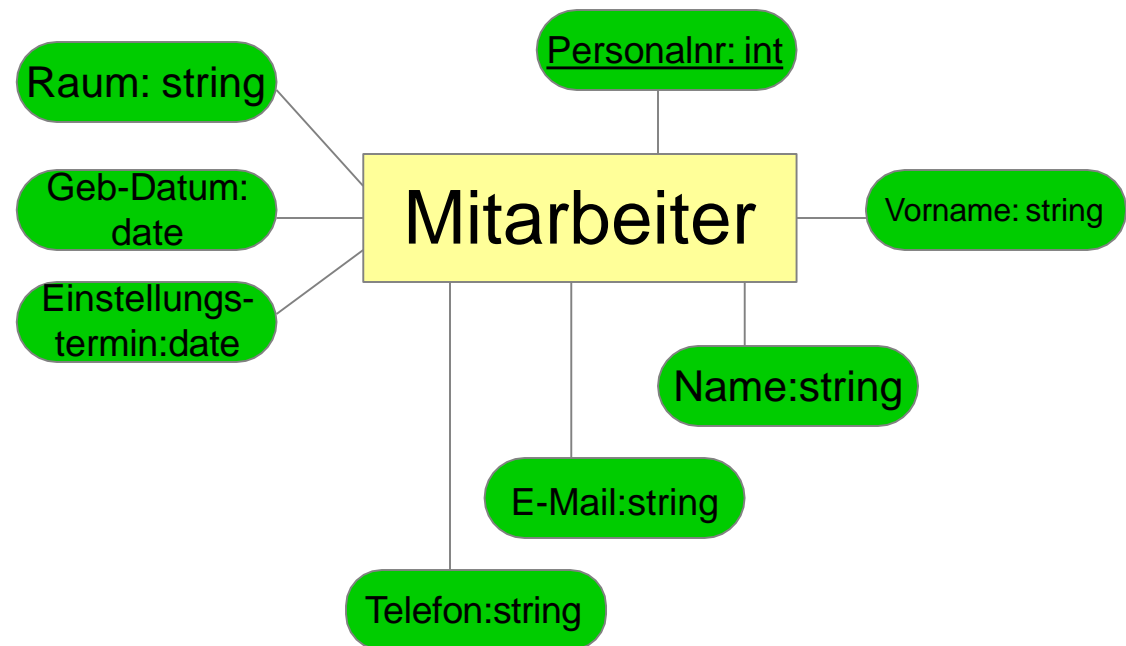 Personalnr: int
Raum: string
Geb-Datum:
date
Mitarbeiter
Vorname: string
Einstellungs-
termin:date
Name:string
E-Mail:string
Telefon:string